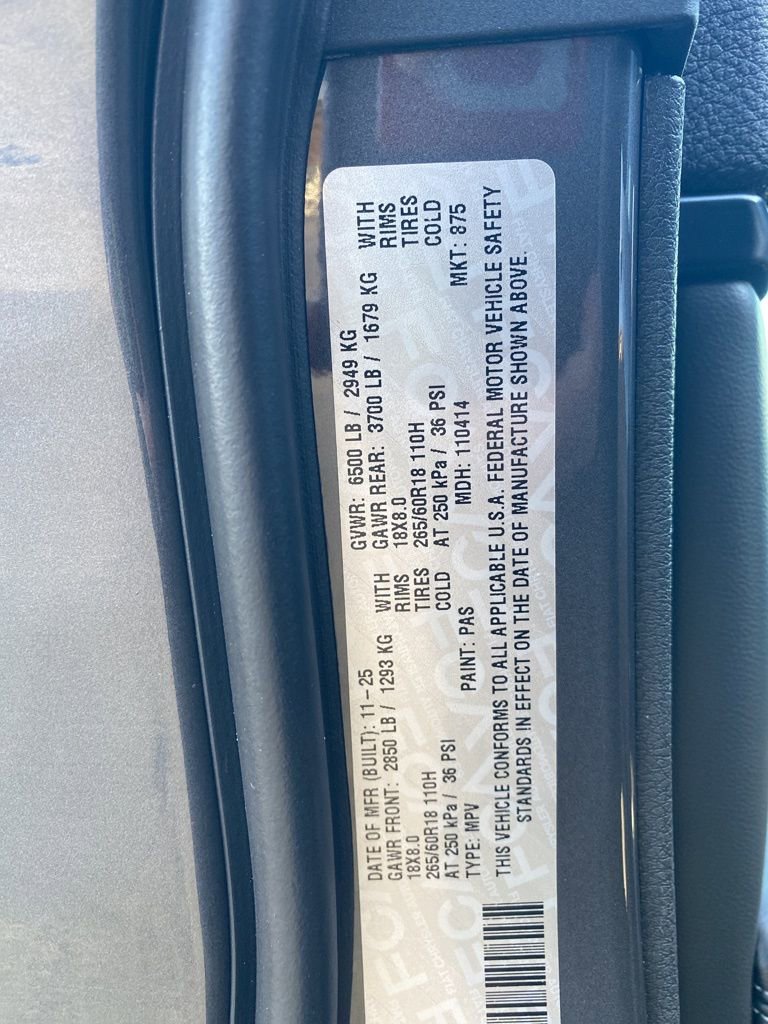 DATE OF MFR (BUILT): 11-25 GVWR: 6500 LB / 2949 KG
GAWR FRONT: 2850 LB / 1293 KG WITH GAWR REAR: 3700 LB / 1679 KG WITH
18X8.0 RIMS 18X8.0 RIMS
265/60R18 110H TIRES 265/60R18 110H TIRES
AT 250 kPa / 36 PSI COLD AT 250 kPa / 36 PSI COLD
TYPE: MPV PAINT: PAS MDH: 110414 MKT: 875
THIS VEHICLE CONFORMS TO ALL APPLICABLE U.S.A. FEDERAL MOTOR VEHICLE SAFETY
STANDARDS IN EFFECT ON THE DATE OF MANUFACTURE SHOWN ABOVE.